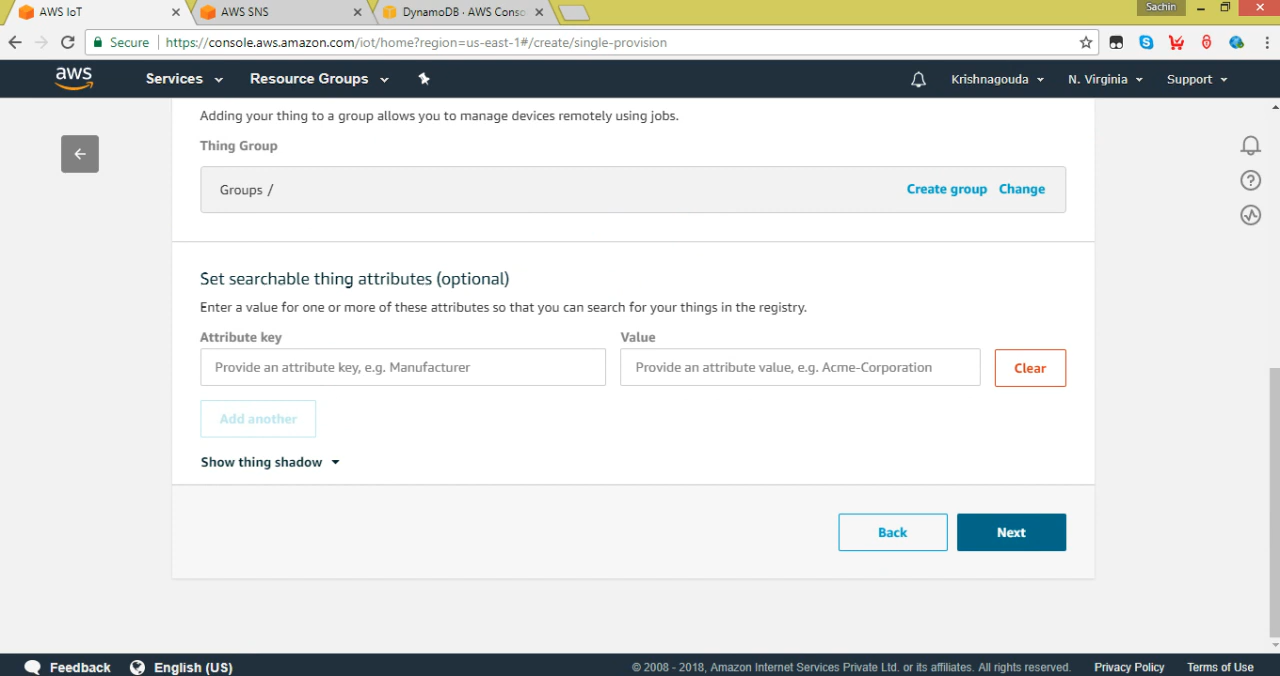 AWS IoT
AWS SNS
DynamoDB · AWS Conso
Sachin
Secure
https://console.aws.amazon.com/iot/home?region=us-east-1#/create/single-provision
aws
Services
Resource Groups
Krishnagouda
N. Virginia
Support
Adding your thing to a group allows you to manage devices remotely using jobs.
Thing Group
Groups /
Create group
Change
Set searchable thing attributes (optional)
Enter a value for one or more of these attributes so that you can search for your things in the registry.
Attribute key
Value
Provide an attribute key, e.g. Manufacturer
Provide an attribute value, e.g. Acme-Corporation
Clear
Add another
Show thing shadow
Back
Next
Feedback
English (US)
© 2008 - 2018, Amazon Internet Services Private Ltd. or its affiliates. All rights reserved.
Privacy Policy
Terms of Use